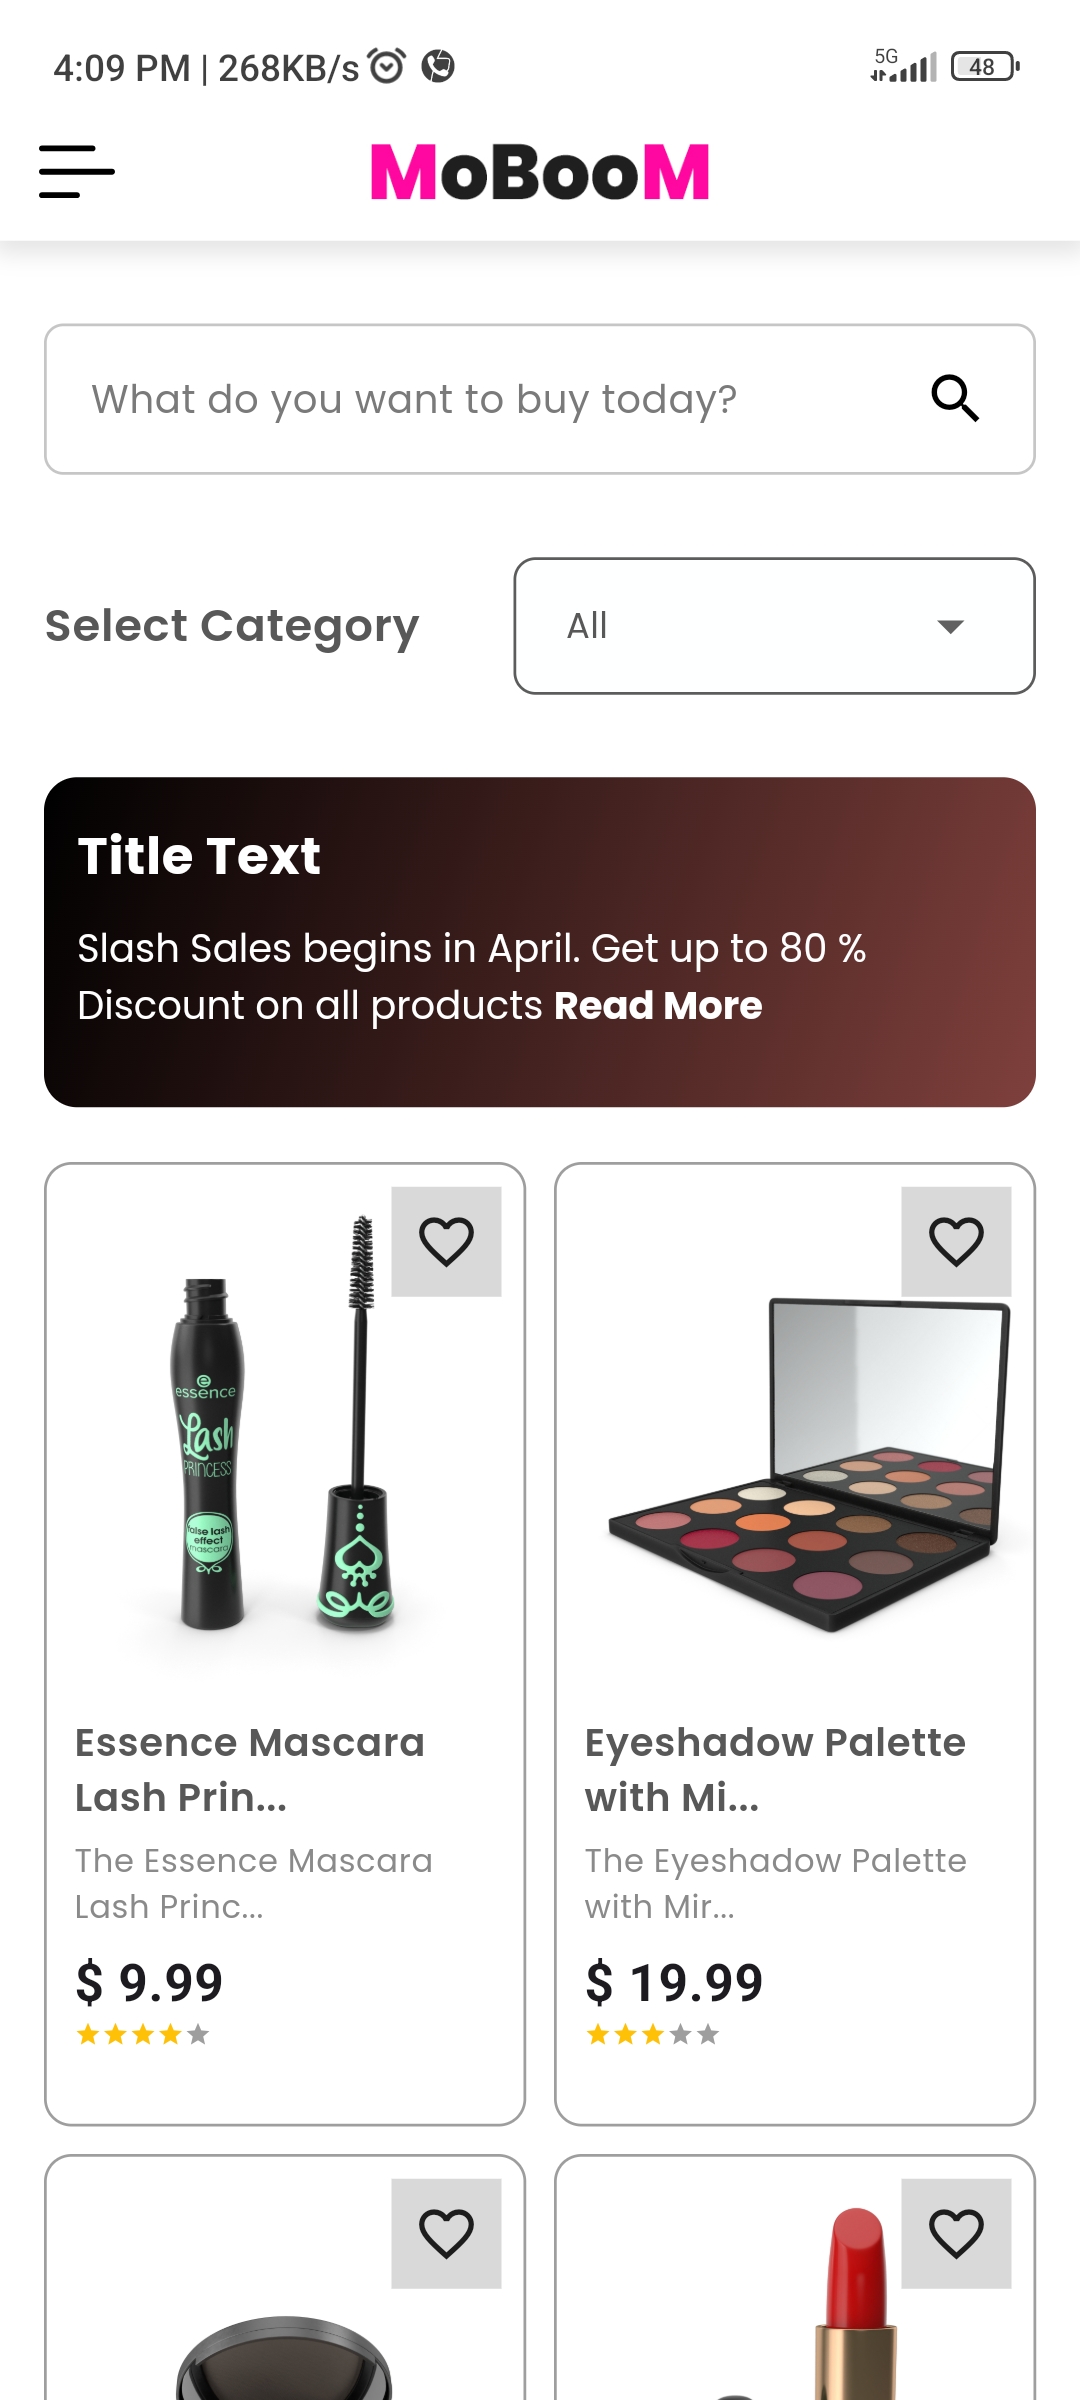 4:09 PM | 268KB/s
5G
48
MoBooM
What do you want to buy today?
Select Category
All
Title Text
Slash Sales begins in April. Get up to 80 %
Discount on all products Read More
essence
Lash
PRINCESS
false lash
effect
mascara
Essence Mascara
Lash Prin...
The Essence Mascara
Lash Princ...
$ 9.99
Eyeshadow Palette
with Mi...
The Eyeshadow Palette
with Mir...
$ 19.99